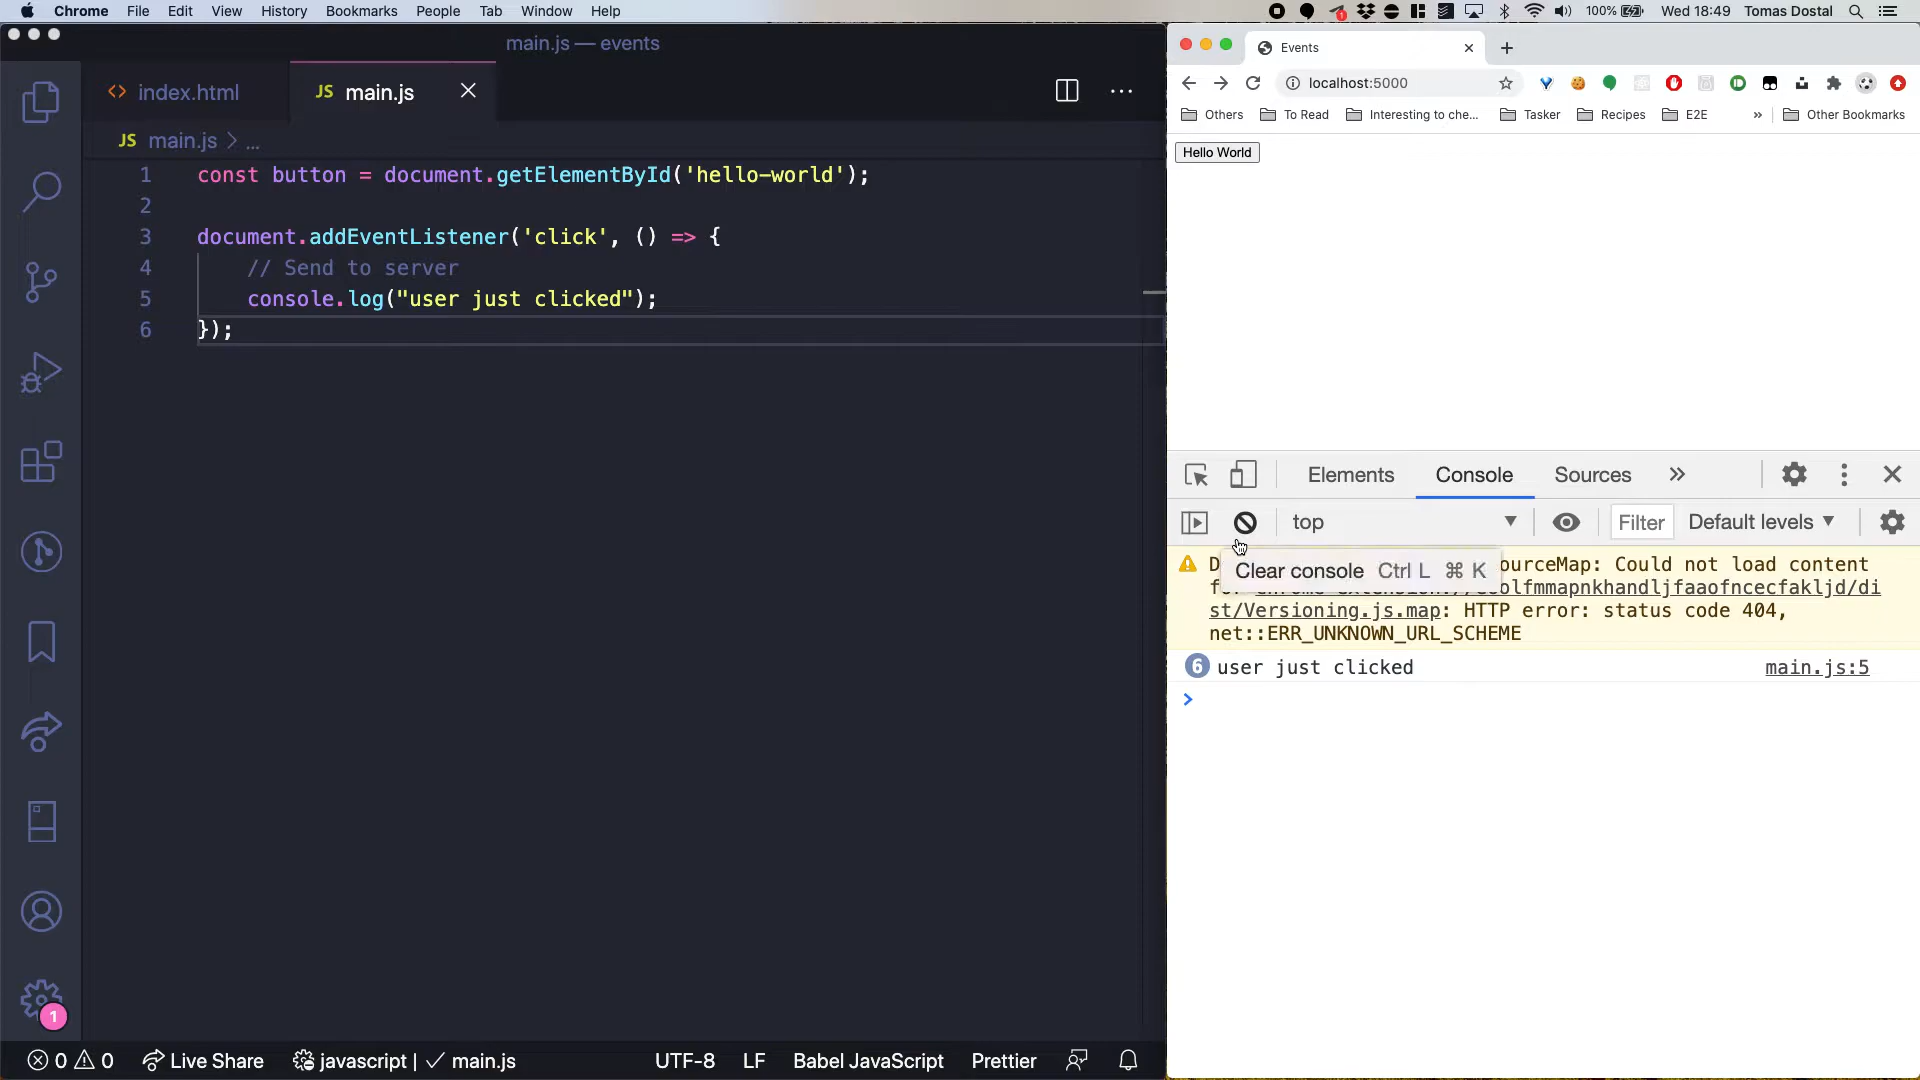 Chrome File Edit View History Bookmarks People Tab Window Help
1 100% Wed 18:49 Tomas Dostal
main.js — events
index.html JS main.js
JS main.js > ...
1 const button = document.getElementById('hello-world');
2
3 document.addEventListener('click', () => {
4 // Send to server
5 console.log("user just clicked");
6 });
1
0 0 Live Share javascript | main.js UTF-8 LF Babel JavaScript Prettier
Events
localhost:5000
Others To Read Interesting to che... Tasker Recipes E2E » Other Bookmarks
Hello World
Elements Console Sources »
top Filter Default levels
D ourceMap: Could not load content
Clear console Ctrl L ⌘ K
olfmmapnkhandljfaaofncecfakljd/di
st/Versioning.js.map: HTTP error: status code 404,
net::ERR_UNKNOWN_URL_SCHEME
6 user just clicked main.js:5
>